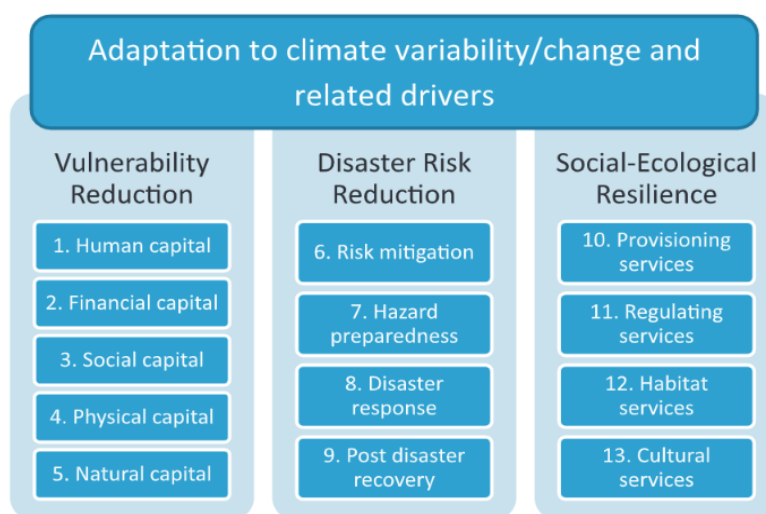 Adaptation to climate variability/change and
related drivers
Vulnerability
Reduction
1. Human capital
2. Financial capital
3. Social capital
4. Physical capital
5. Natural capital
Disaster Risk
Reduction
6. Risk mitigation
7. Hazard
preparedness
8. Disaster
response
9. Post disaster
recovery
Social-Ecological
Resilience
10. Provisioning
services
11. Regulating
services
12. Habitat
services
13. Cultural
services